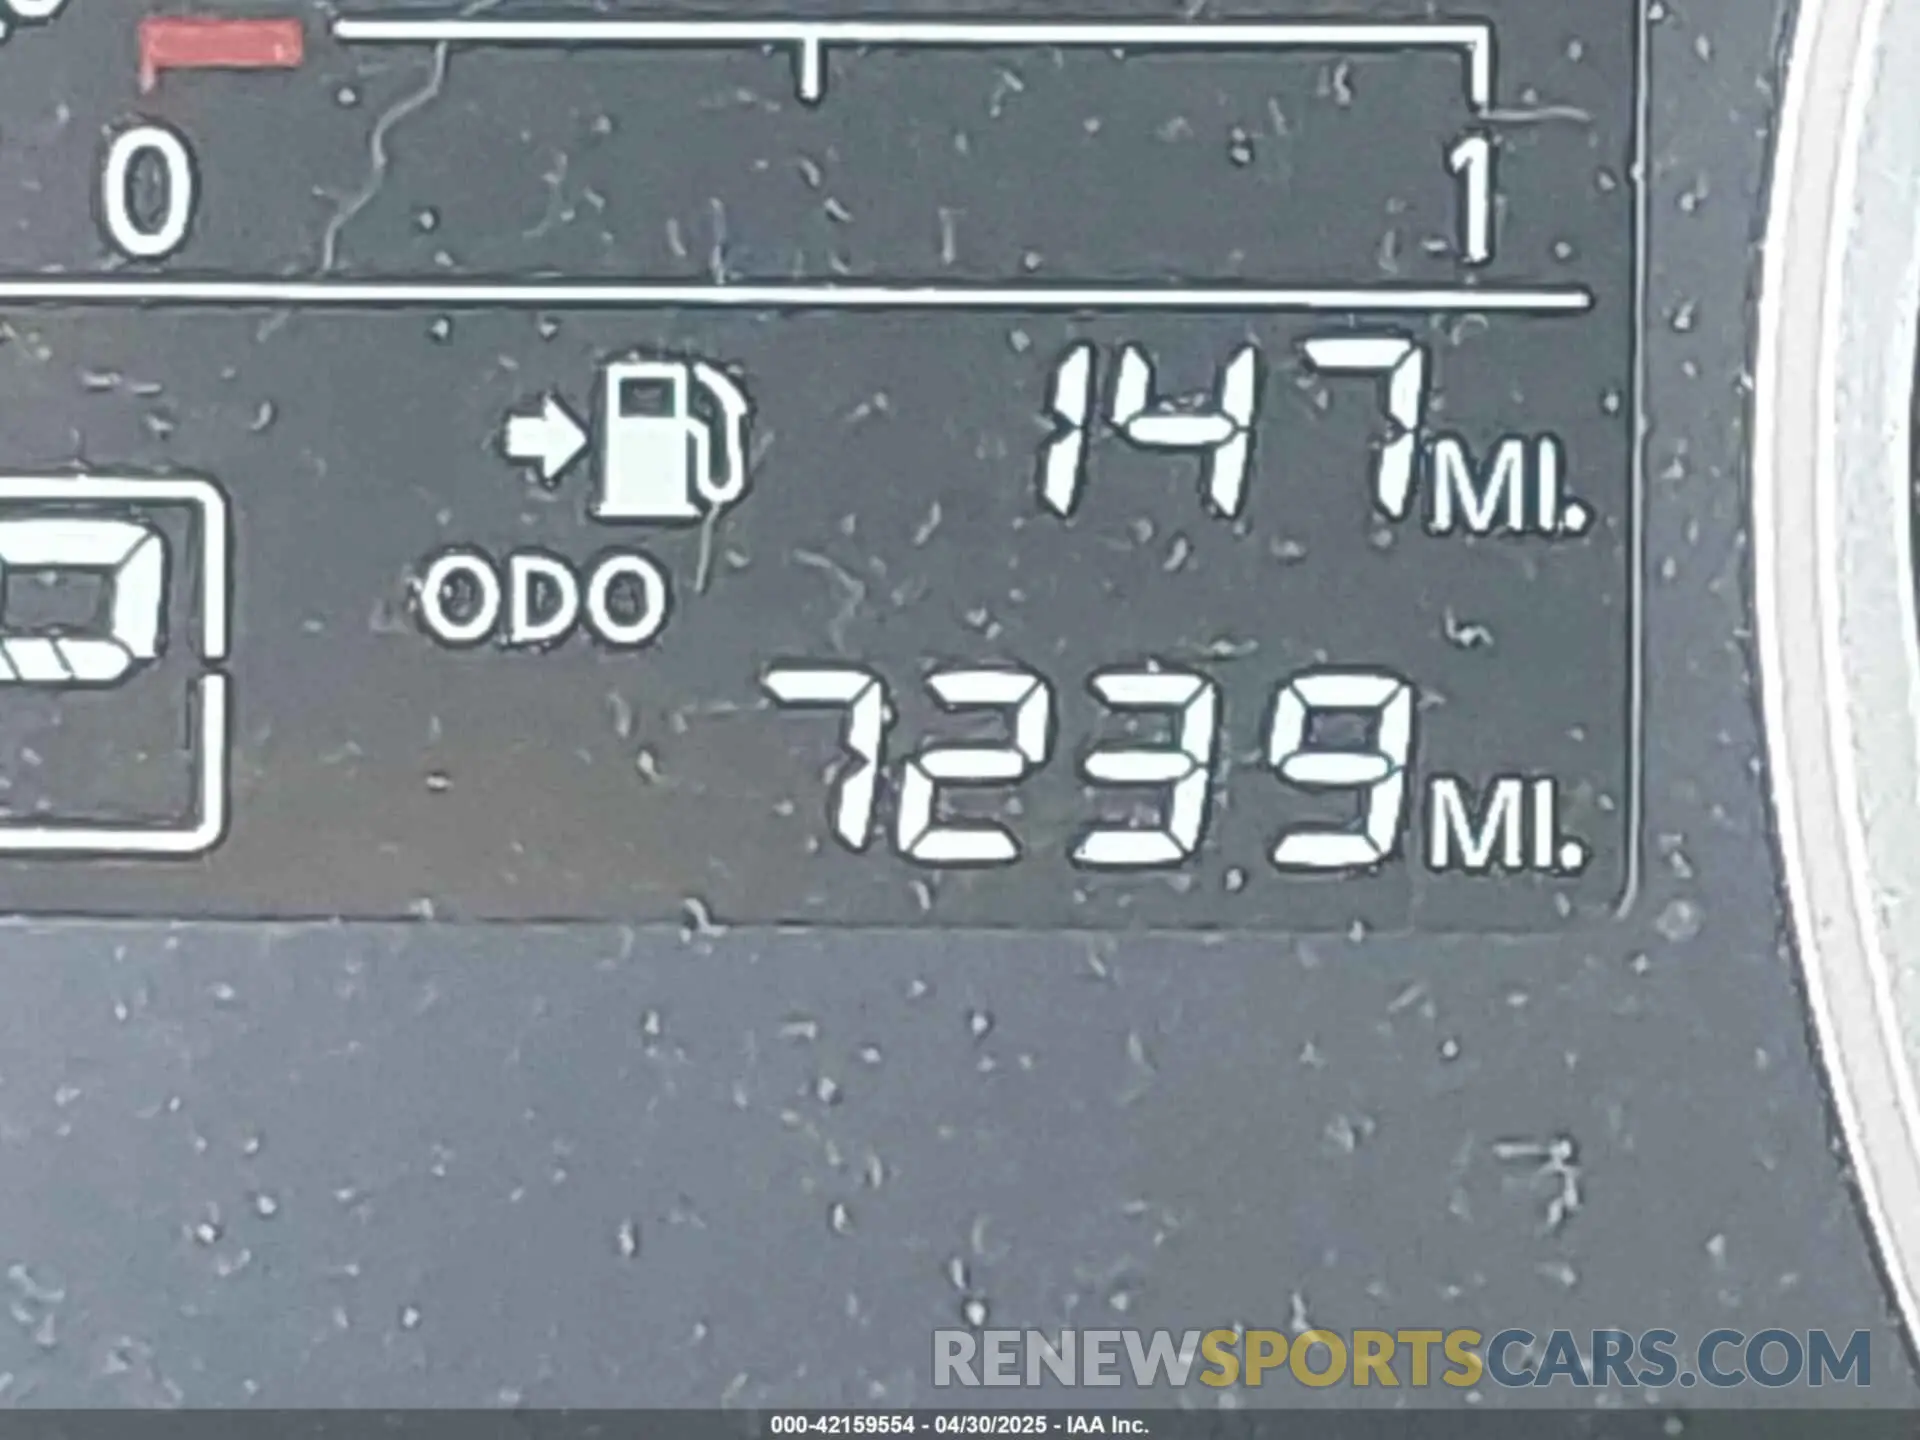 0 1
147 MI.
ODO
7239 MI.
RENEWSPORTSCARS.COM
000-42159554 - 04/30/2025 - IAA Inc.